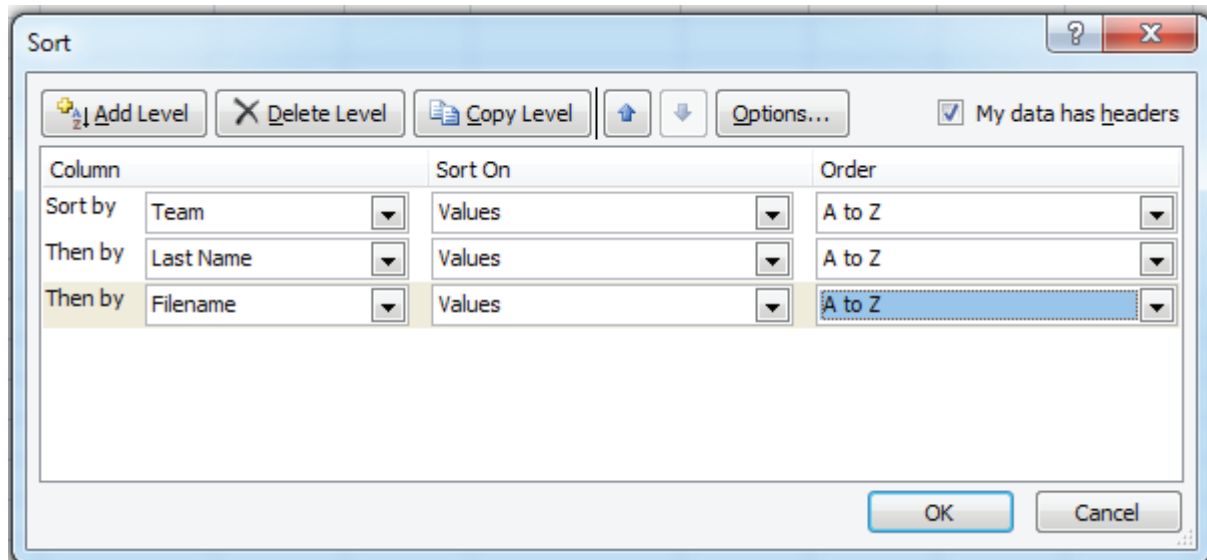 Sort
Add Level Delete Level Copy Level Options... My data has headers
Column Sort On Order
Sort by Team Values A to Z
Then by Last Name Values A to Z
Then by Filename Values A to Z
OK Cancel